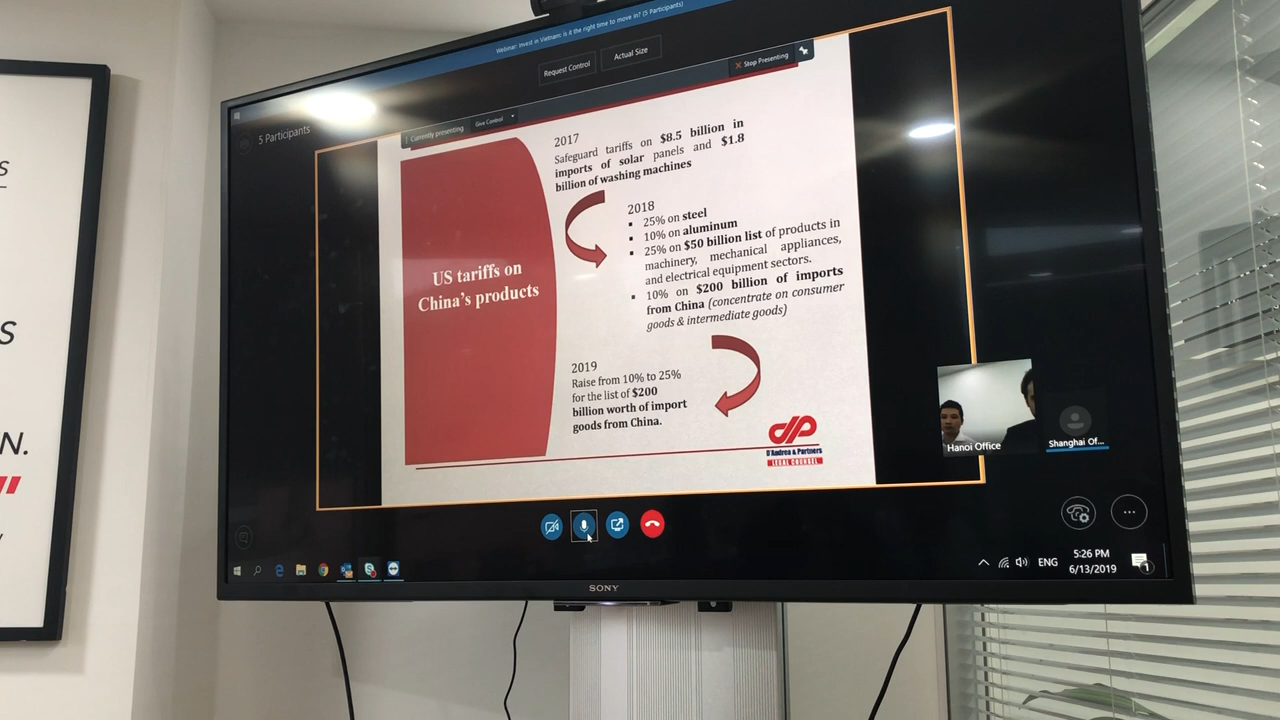 Webinar: Invest in Vietnam: is it the right time to move in? (5 Participants)
Request Control
Actual Size
5 Participants
Currently presenting
Give Control
Stop Presenting
2017
Safeguard tariffs on $8.5 billion in
imports of solar panels and $1.8
billion of washing machines
US tariffs on
China's products
2018
▪ 25% on steel
▪ 10% on aluminum
▪ 25% on $50 billion list of products in
machinery, mechanical appliances,
and electrical equipment sectors.
▪ 10% on $200 billion of imports
from China (concentrate on consumer
goods & intermediate goods)
2019
Raise from 10% to 25%
for the list of $200
billion worth of import
goods from China.
dp
D'Andrea & Partners
LEGAL COUNSEL
Hanoi Office
Shanghai Of...
ENG
5:26 PM
6/13/2019
1
SONY
S
S
N.